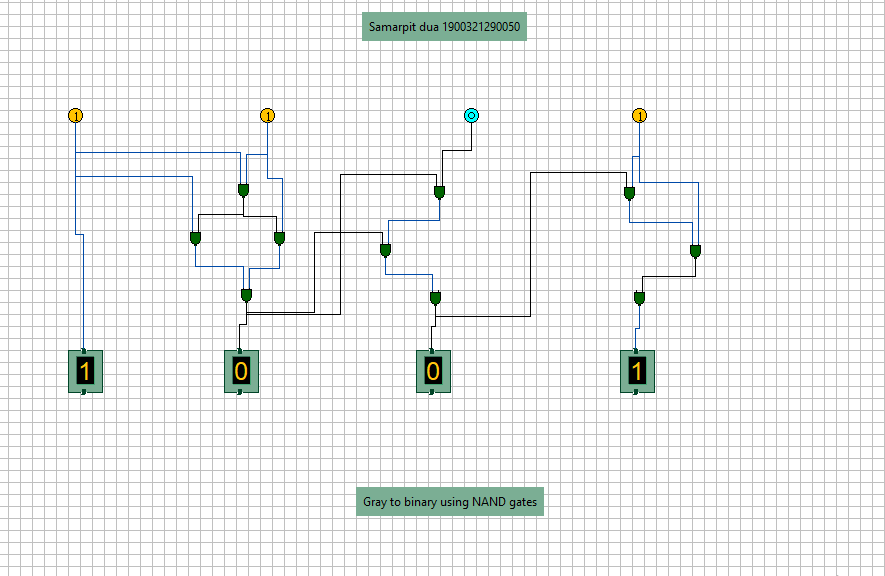 Samarpit dua 1900321290050
1 1 1
1 0 0 1
Gray to binary using NAND gates